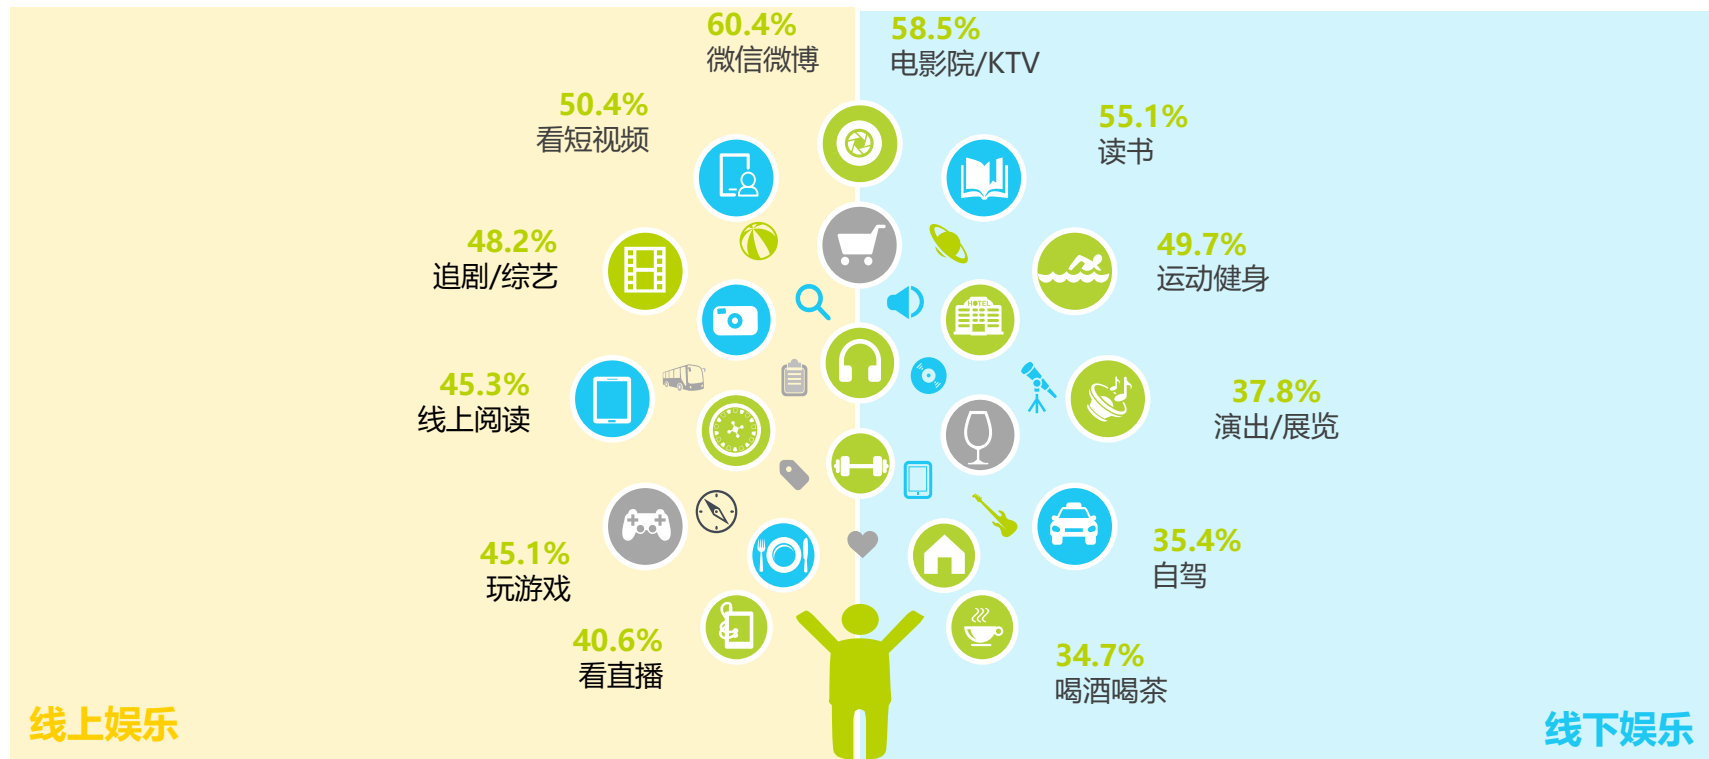 60.4%
微信微博
50.4%
看短视频
48.2%
追剧/综艺
45.3%
线上阅读
45.1%
玩游戏
40.6%
看直播
线上娱乐
58.5%
电影院/KTV
55.1%
读书
49.7%
运动健身
HOTEL
37.8%
演出/展览
35.4%
自驾
34.7%
喝酒喝茶
线下娱乐